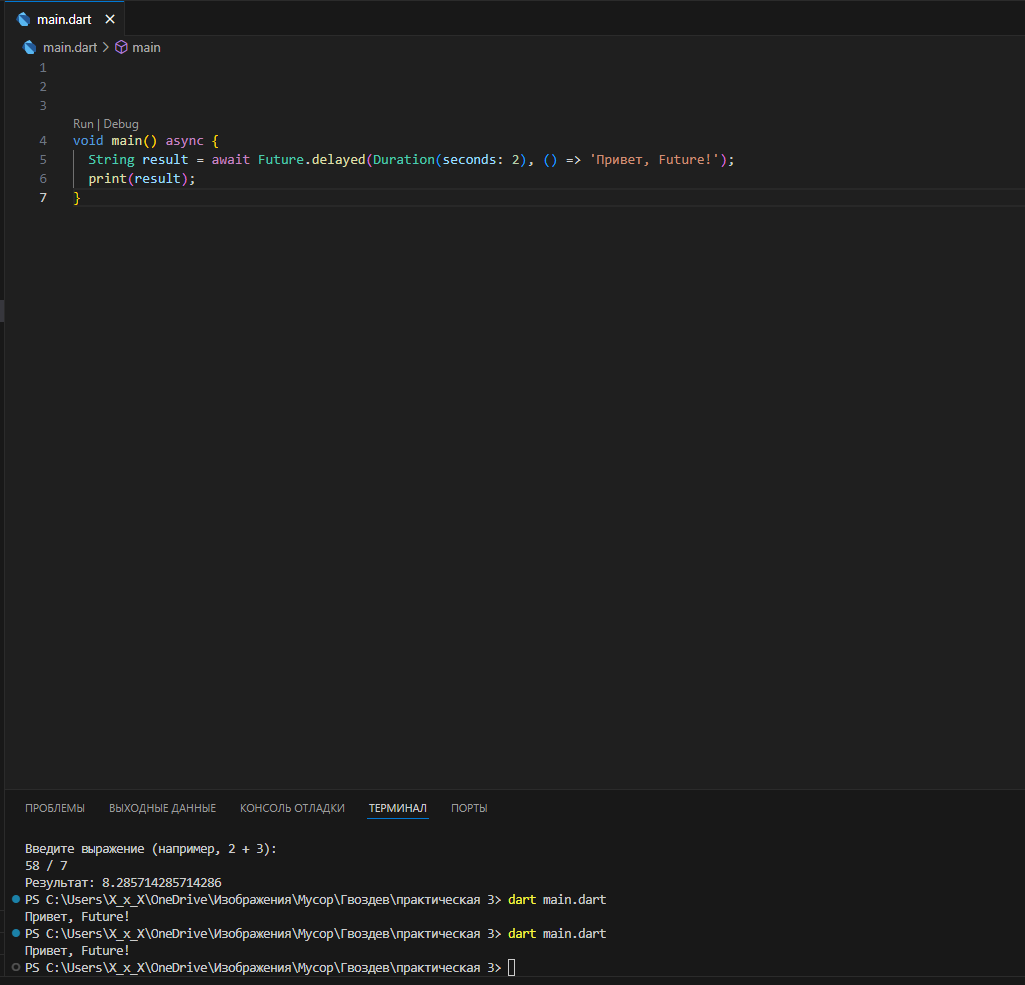 main.dart
main.dart > main
1
2
3
Run | Debug
4 void main() async {
5 String result = await Future.delayed(Duration(seconds: 2), () => 'Привет, Future!');
6 print(result);
7 }
ПРОБЛЕМЫ ВЫХОДНЫЕ ДАННЫЕ КОНСОЛЬ ОТЛАДКИ ТЕРМИНАЛ ПОРТЫ
Введите выражение (например, 2 + 3):
58 / 7
Результат: 8.285714285714286
PS C:\Users\X_x_X\OneDrive\Изображения\Мусор\Гвоздев\практическая 3> dart main.dart
Привет, Future!
PS C:\Users\X_x_X\OneDrive\Изображения\Мусор\Гвоздев\практическая 3> dart main.dart
Привет, Future!
PS C:\Users\X_x_X\OneDrive\Изображения\Мусор\Гвоздев\практическая 3>